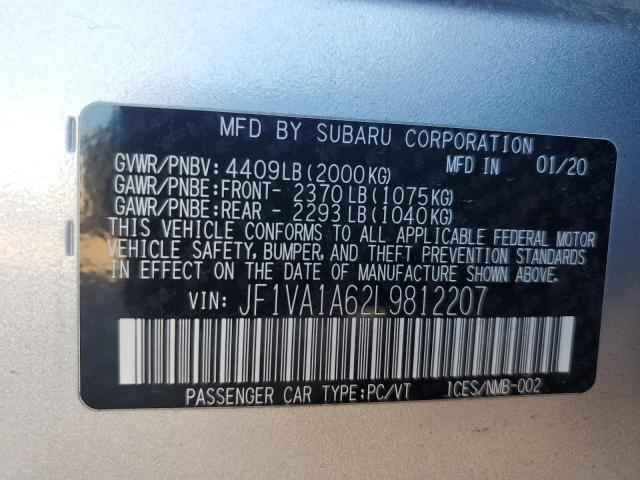 MFD BY SUBARU CORPORATION
GVWR/PNBV: 4409LB(2000KG) MFD IN 01/20
GAWR/PNBE:FRONT- 2370LB(1075KG)
GAWR/PNBE:REAR - 2293LB(1040KG)
THIS VEHICLE CONFORMS TO ALL APPLICABLE FEDERAL MOTOR
VEHICLE SAFETY, BUMPER, AND THEFT PREVENTION STANDARDS
IN EFFECT ON THE DATE OF MANUFACTURE SHOWN ABOVE.
VIN: JF1VA1A62L9812207
PASSENGER CAR TYPE:PC/VT ICES/NMB-002